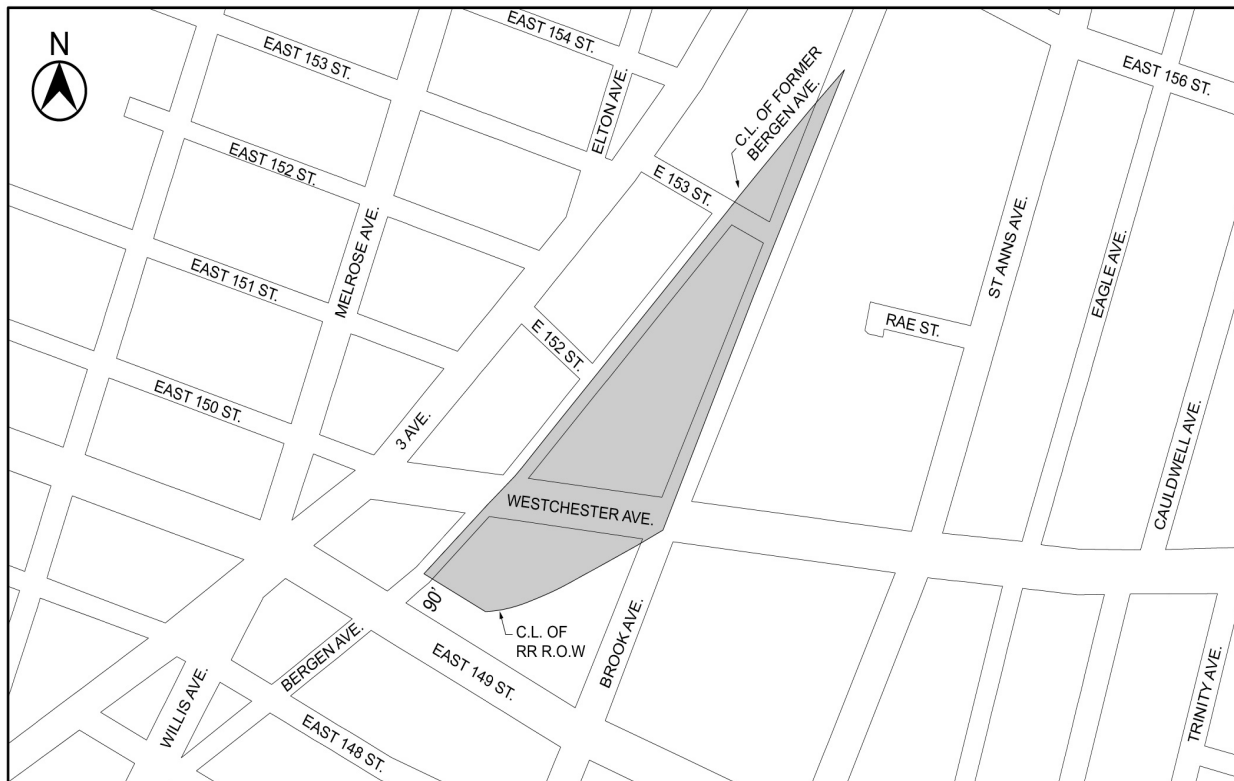 N
EAST 153 ST.
EAST 154 ST.
ELTON AVE.
C.L. OF FORMER
BERGEN AVE.
EAST 156 ST.
EAST 152 ST.
E 153 ST.
MELROSE AVE.
EAST 151 ST.
ST ANNS AVE.
EAGLE AVE.
RAE ST.
E 152 ST.
EAST 150 ST.
3 AVE.
WESTCHESTER AVE.
CAULDWELL AVE.
90'
C.L. OF
RR R.O.W
BROOK AVE.
BERGEN AVE.
EAST 149 ST.
WILLIS AVE.
EAST 148 ST.
TRINITY AVE.